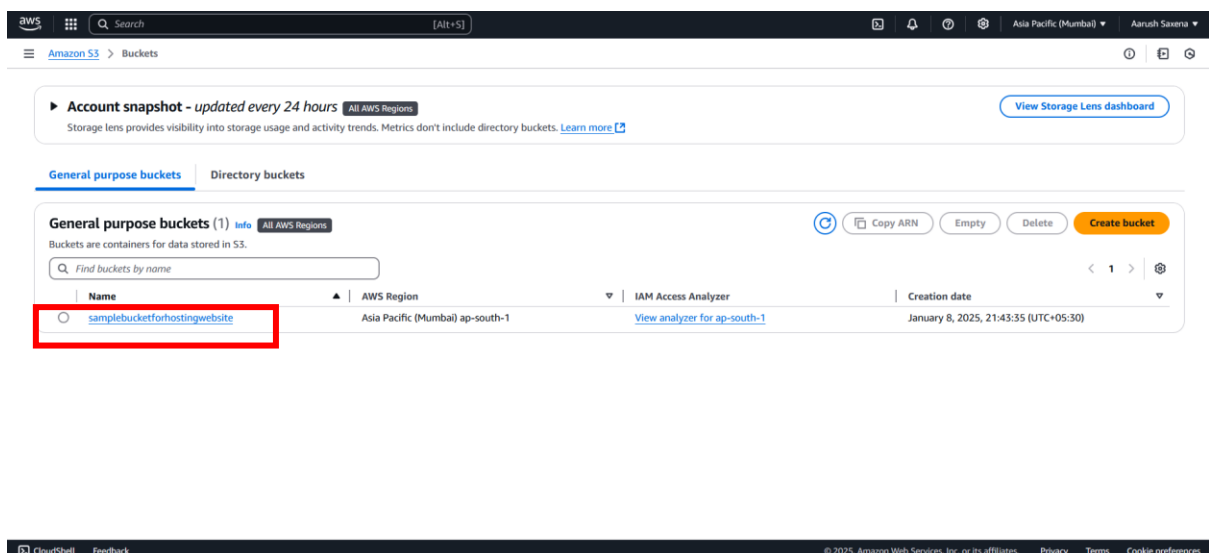 aws Search [Alt+S] Asia Pacific (Mumbai) Aarush Saxena
Amazon S3 > Buckets
Account snapshot - updated every 24 hours All AWS Regions View Storage Lens dashboard
Storage lens provides visibility into storage usage and activity trends. Metrics don't include directory buckets. Learn more
General purpose buckets Directory buckets
General purpose buckets (1) Info All AWS Regions Copy ARN Empty Delete Create bucket
Buckets are containers for data stored in S3.
Find buckets by name < 1 >
Name AWS Region IAM Access Analyzer Creation date
samplebucketforhostingwebsite Asia Pacific (Mumbai) ap-south-1 View analyzer for ap-south-1 January 8, 2025, 21:43:35 (UTC+05:30)
CloudShell Feedback © 2025, Amazon Web Services, Inc. or its affiliates. Privacy Terms Cookie preferences